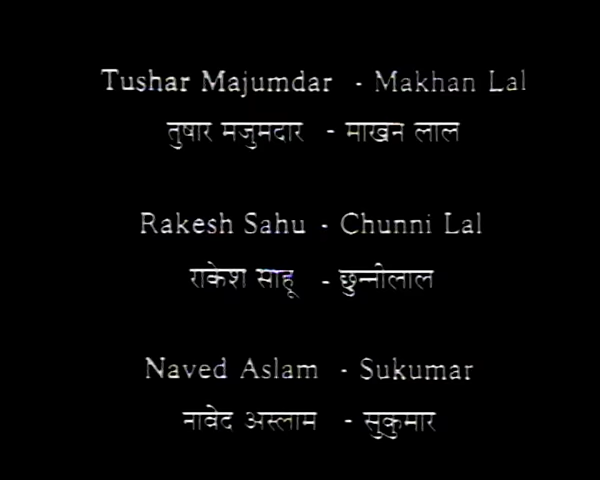 Tushar Majumdar - Makhan Lal
तुषार मजुमदार - माखन लाल
Rakesh Sahu - Chunni Lal
राकेश साहू - छुन्नीलाल
Naved Aslam - Sukumar
नावेद अस्लाम - सुकुमार